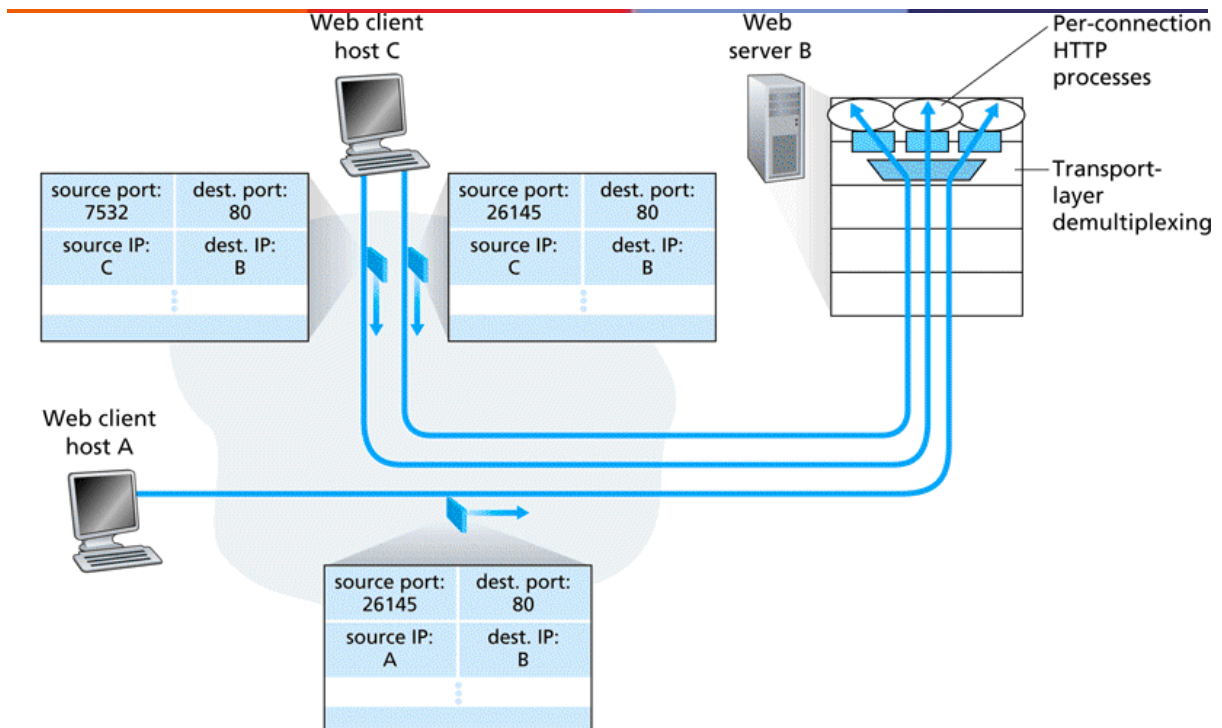 Web client
host C
Web
server B
Per-connection
HTTP
processes
Transport-
layer
demultiplexing
source port:
7532
dest. port:
80
source IP:
C
dest. IP:
B
source port:
26145
dest. port:
80
source IP:
C
dest. IP:
B
Web client
host A
source port:
26145
dest. port:
80
source IP:
A
dest. IP:
B